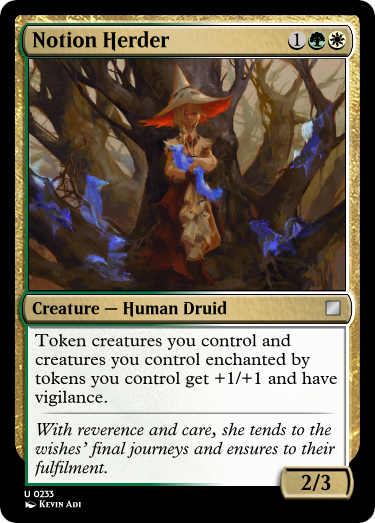 Notion Herder 1
Creature — Human Druid
Token creatures you control and
creatures you control enchanted by
tokens you control get +1/+1 and have
vigilance.
With reverence and care, she tends to the
wishes’ final journeys and ensures to their
fulfilment.
2/3
U 0233
Kevin Adi